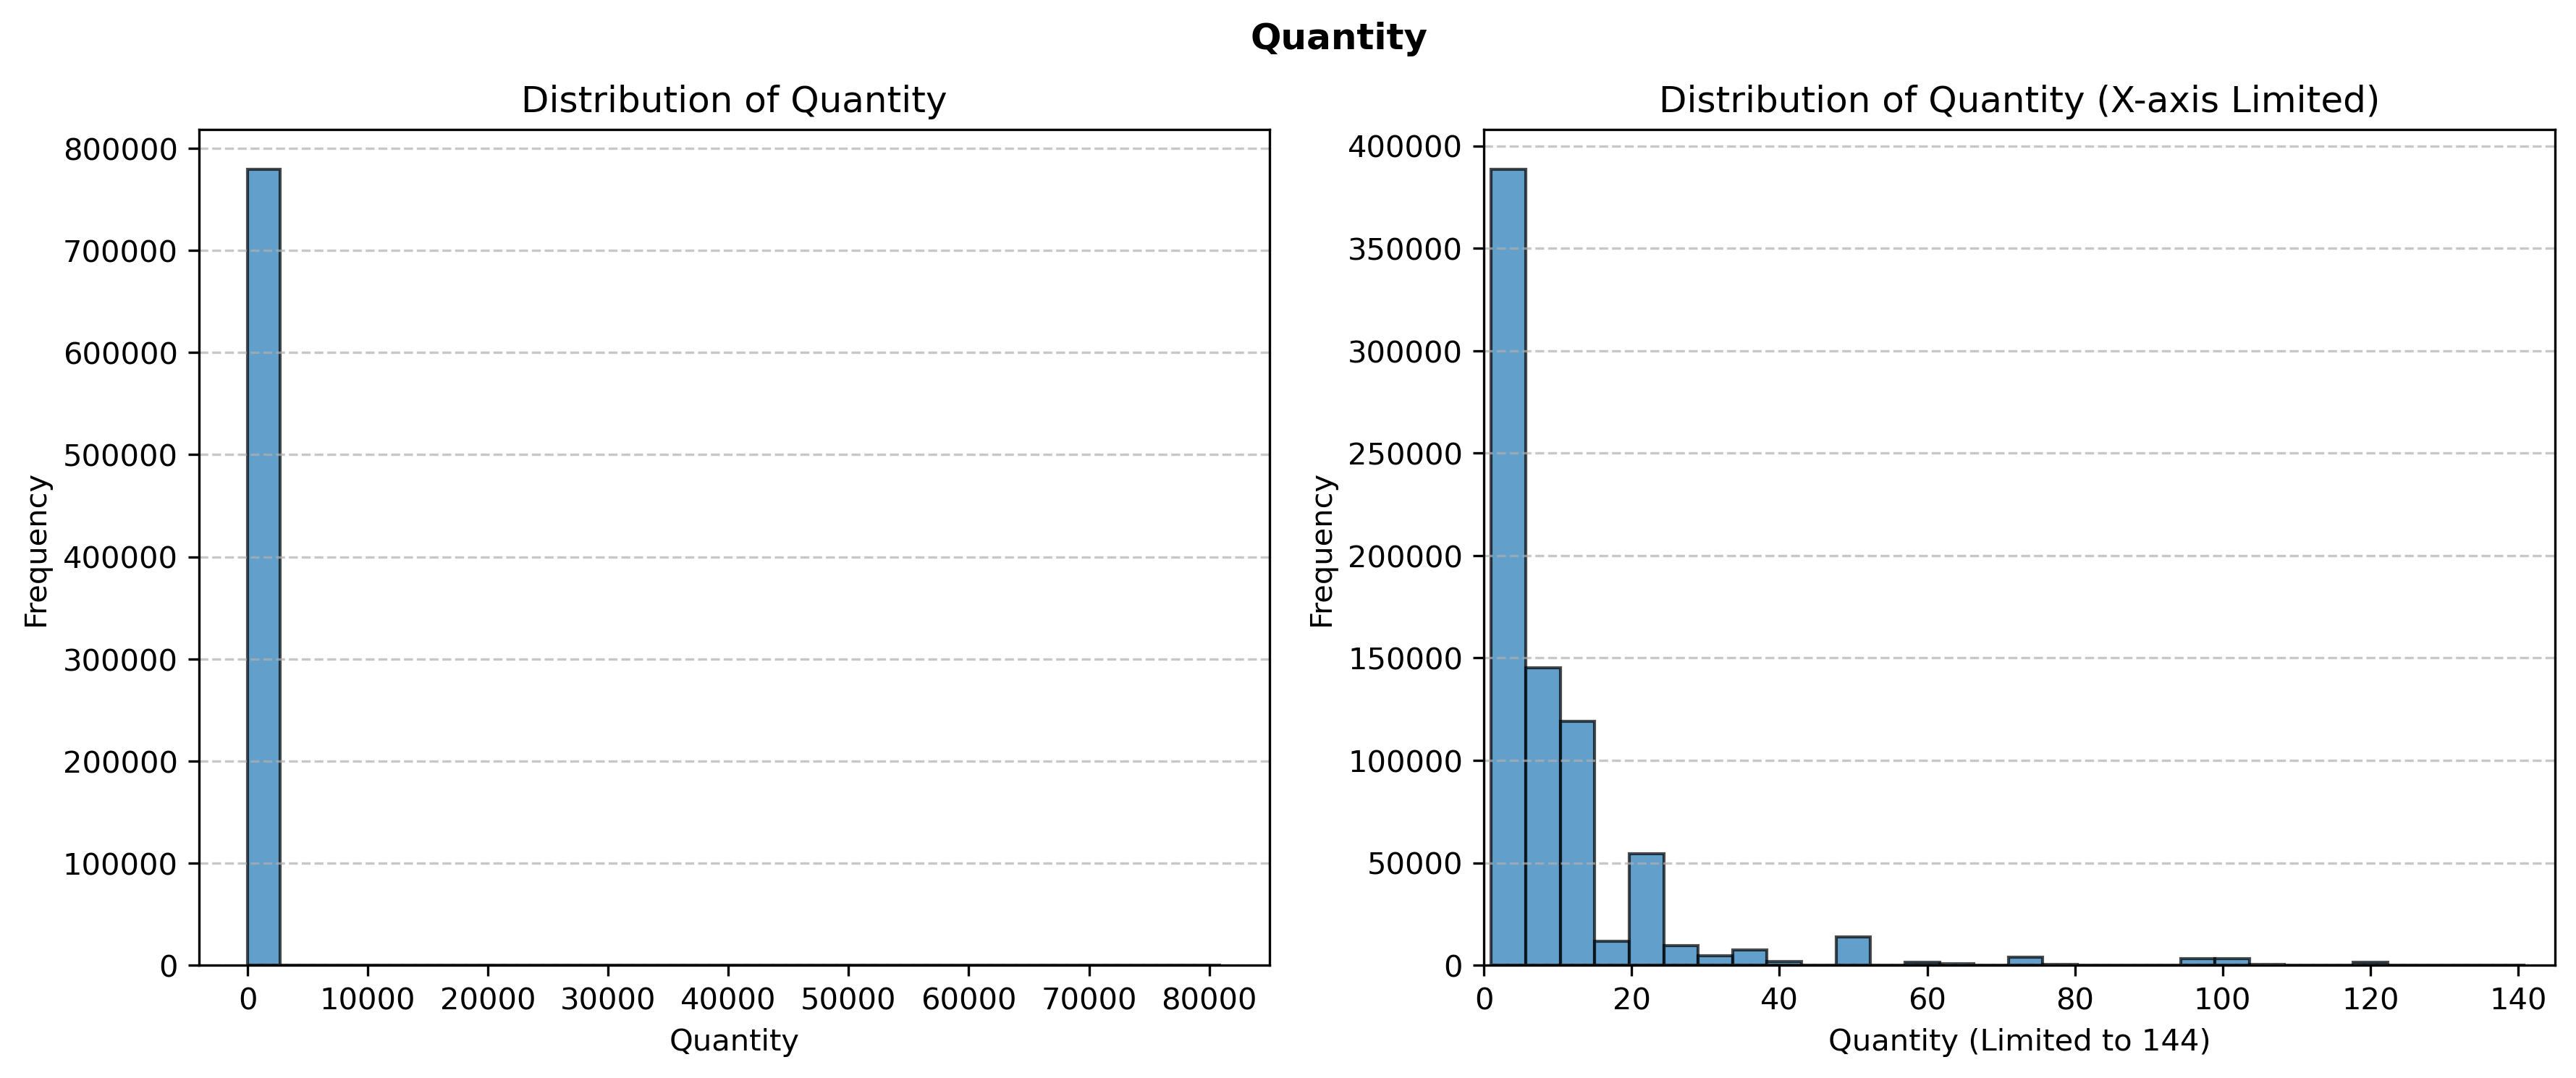 Quantity
Distribution of Quantity
800000
700000
600000
500000
400000
300000
200000
100000
0
Frequency
0 10000 20000 30000 40000 50000 60000 70000 80000
Quantity
Distribution of Quantity (X-axis Limited)
400000
350000
300000
250000
200000
150000
100000
50000
0
Frequency
0 20 40 60 80 100 120 140
Quantity (Limited to 144)